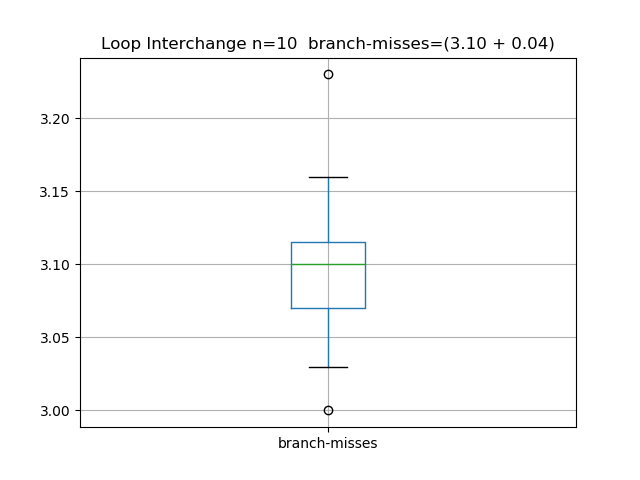 Loop Interchange n=10  branch-misses=(3.10 + 0.04)
3.20
3.15
3.10
3.05
3.00
branch-misses